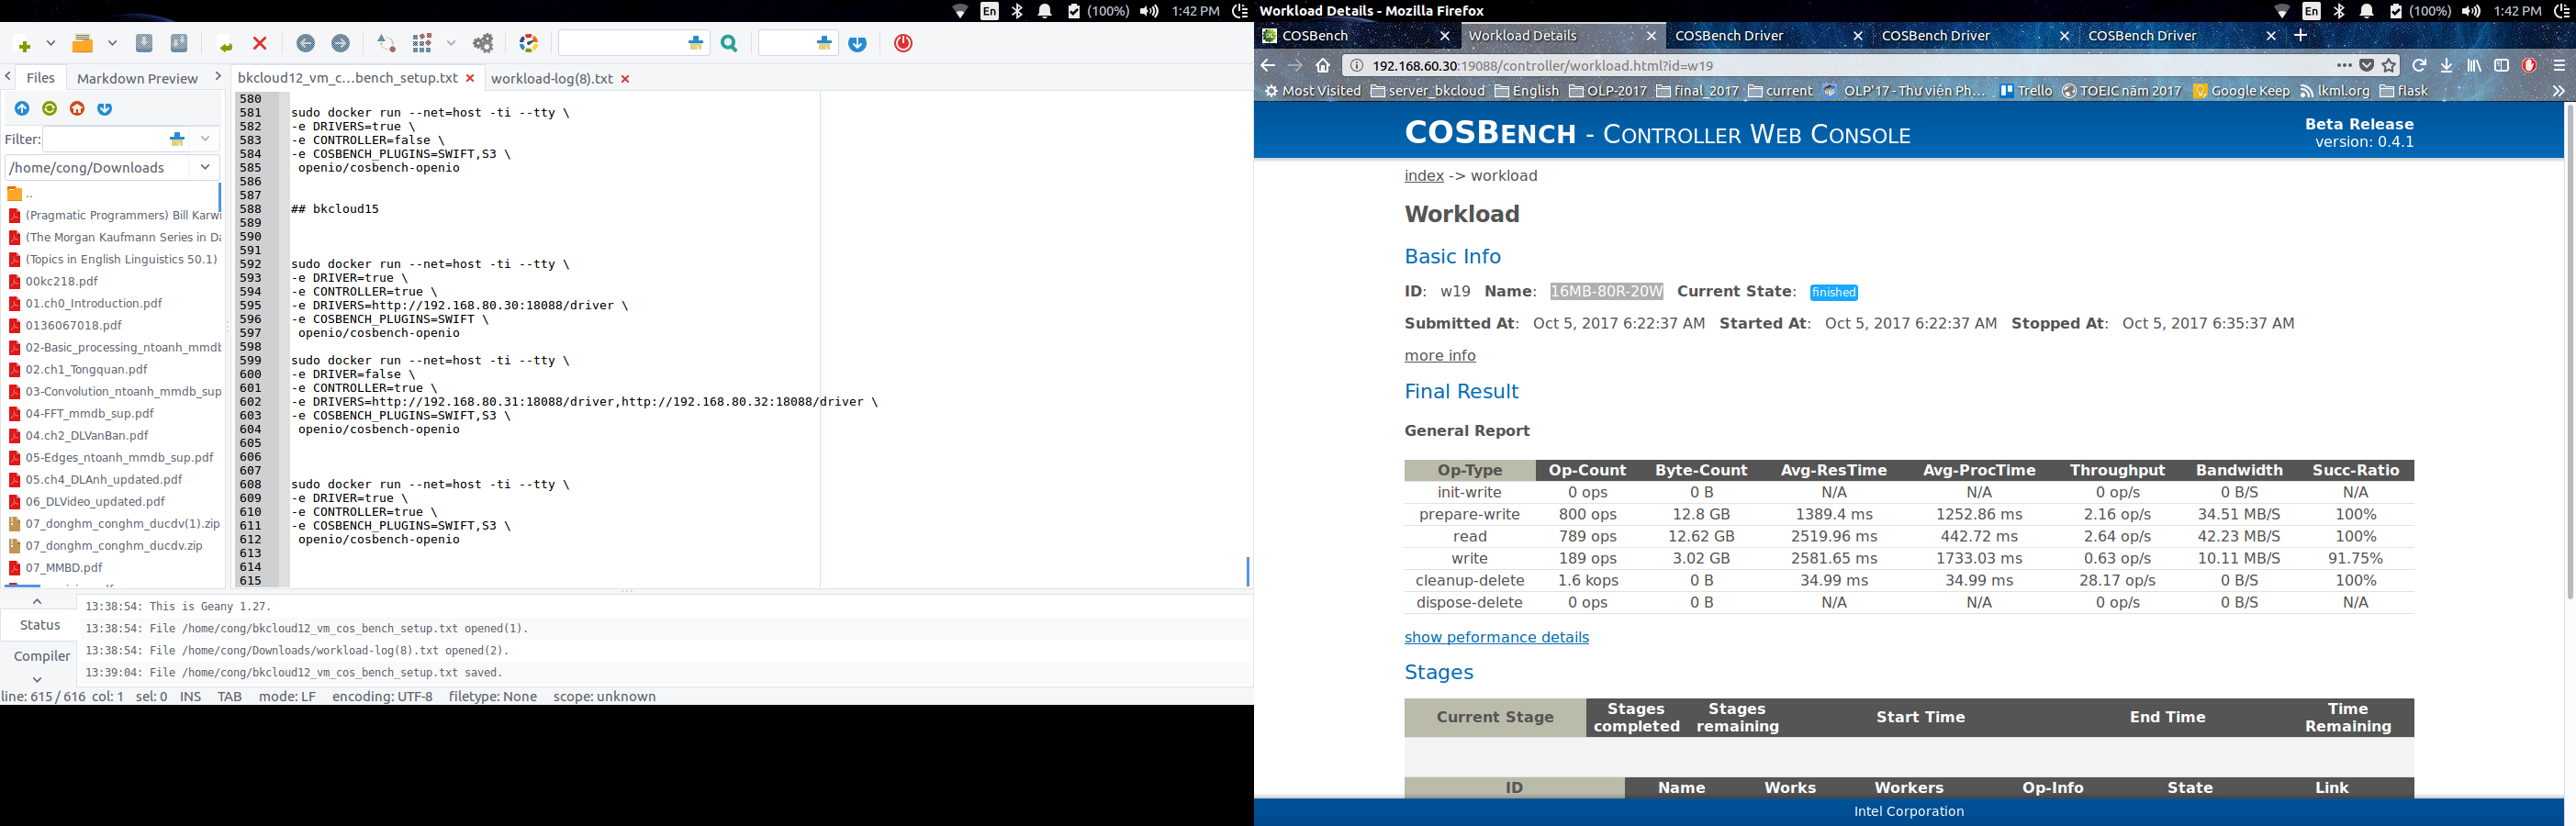 En (100%) 1:42 PM
Files Markdown Preview
bkcloud12_vm_c...bench_setup.txt workload-log(8).txt
Filter:
/home/cong/Downloads
..
(Pragmatic Programmers) Bill Karwi
(The Morgan Kaufmann Series in Da
(Topics in English Linguistics 50.1)
00kc218.pdf
01.ch0_Introduction.pdf
0136067018.pdf
02-Basic_processing_ntoanh_mmdb
02.ch1_Tongquan.pdf
03-Convolution_ntoanh_mmdb_sup
04-FFT_mmdb_sup.pdf
04.ch2_DLVanBan.pdf
05-Edges_ntoanh_mmdb_sup.pdf
05.ch4_DLAnh_updated.pdf
06_DLVideo_updated.pdf
07_donghm_conghm_ducdv(1).zip
07_donghm_conghm_ducdv.zip
07_MMBD.pdf
580
581 sudo docker run --net=host -ti --tty \
582 -e DRIVERS=true \
583 -e CONTROLLER=false \
584 -e COSBENCH_PLUGINS=SWIFT,S3 \
585 openio/cosbench-openio
586
587
588 ## bkcloud15
589
590
591
592 sudo docker run --net=host -ti --tty \
593 -e DRIVER=true \
594 -e CONTROLLER=true \
595 -e DRIVERS=http://192.168.80.30:18088/driver \
596 -e COSBENCH_PLUGINS=SWIFT \
597 openio/cosbench-openio
598
599 sudo docker run --net=host -ti --tty \
600 -e DRIVER=false \
601 -e CONTROLLER=true \
602 -e DRIVERS=http://192.168.80.31:18088/driver,http://192.168.80.32:18088/driver \
603 -e COSBENCH_PLUGINS=SWIFT,S3 \
604 openio/cosbench-openio
605
606
607
608 sudo docker run --net=host -ti --tty \
609 -e DRIVER=true \
610 -e CONTROLLER=true \
611 -e COSBENCH_PLUGINS=SWIFT,S3 \
612 openio/cosbench-openio
613
614
615
Status
Compiler
13:38:54: This is Geany 1.27.
13:38:54: File /home/cong/bkcloud12_vm_cos_bench_setup.txt opened(1).
13:38:54: File /home/cong/Downloads/workload-log(8).txt opened(2).
13:39:04: File /home/cong/bkcloud12_vm_cos_bench_setup.txt saved.
line: 615 / 616 col: 1 sel: 0 INS TAB mode: LF encoding: UTF-8 filetype: None scope: unknown
Workload Details - Mozilla Firefox En (100%) 1:42 PM
COSBench Workload Details COSBench Driver COSBench Driver COSBench Driver
192.168.60.30:19088/controller/workload.html?id=w19
Most Visited server_bkcloud English OLP-2017 final_2017 current OLP'17 - Thư viện Ph... Trello TOEIC năm 2017 Google Keep lkml.org flask
COSBENCH - CONTROLLER WEB CONSOLE
Beta Release
version: 0.4.1
index -> workload
Workload
Basic Info
ID: w19 Name: 16MB-80R-20W Current State: finished
Submitted At: Oct 5, 2017 6:22:37 AM Started At: Oct 5, 2017 6:22:37 AM Stopped At: Oct 5, 2017 6:35:37 AM
more info
Final Result
General Report
Op-Type Op-Count Byte-Count Avg-ResTime Avg-ProcTime Throughput Bandwidth Succ-Ratio
init-write 0 ops 0 B N/A N/A 0 op/s 0 B/S N/A
prepare-write 800 ops 12.8 GB 1389.4 ms 1252.86 ms 2.16 op/s 34.51 MB/S 100%
read 789 ops 12.62 GB 2519.96 ms 442.72 ms 2.64 op/s 42.23 MB/S 100%
write 189 ops 3.02 GB 2581.65 ms 1733.03 ms 0.63 op/s 10.11 MB/S 91.75%
cleanup-delete 1.6 kops 0 B 34.99 ms 34.99 ms 28.17 op/s 0 B/S 100%
dispose-delete 0 ops 0 B N/A N/A 0 op/s 0 B/S N/A
show peformance details
Stages
Current Stage Stages completed Stages remaining Start Time End Time Time Remaining
ID Name Works Workers Op-Info State Link
Intel Corporation